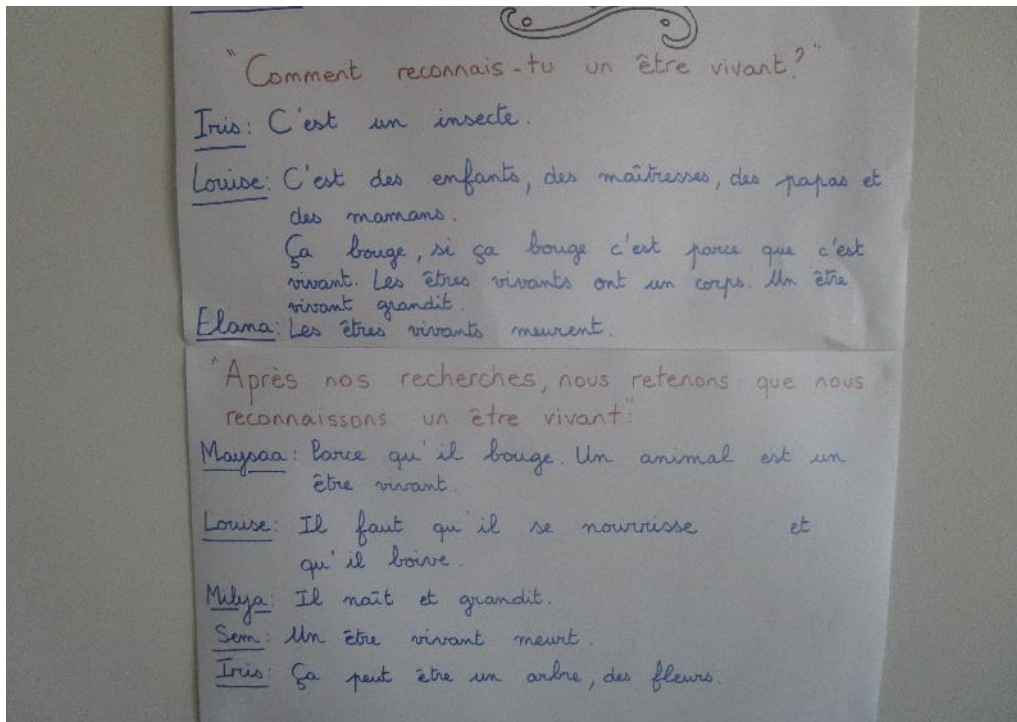 "Comment reconnais-tu un être vivant?"
Iris: C'est un insecte.
Louise: C'est des enfants, des maîtresses, des papas et
des mamans.
Ça bouge, si ça bouge c'est parce que c'est
vivant. Les êtres vivants ont un corps. Un être
vivant grandit.
Elana: Les êtres vivants meurent.
"Après nos recherches, nous retenons que nous
reconnaissons un être vivant":
Maysaa: Parce qu'il bouge. Un animal est un
être vivant.
Louise: Il faut qu'il se nourrisse et
qu'il boive.
Milya: Il naît et grandit.
Sem: Un être vivant meurt.
Iris: Ça peut être un arbre, des fleurs.